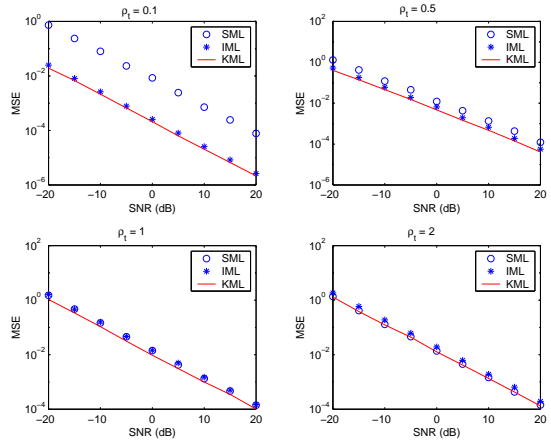 ρt = 0.1
10^0
10^-2
10^-4
10^-6
MSE
−20
−10
0
10
20
SNR (dB)
SML
IML
KML
ρt = 0.5
10^2
10^0
10^-2
10^-4
10^-6
MSE
−20
−10
0
10
20
SNR (dB)
SML
IML
KML
ρt = 1
10^2
10^0
10^-2
10^-4
MSE
−20
−10
0
10
20
SNR (dB)
SML
IML
KML
ρt = 2
10^2
10^0
10^-2
10^-4
MSE
−20
−10
0
10
20
SNR (dB)
SML
IML
KML